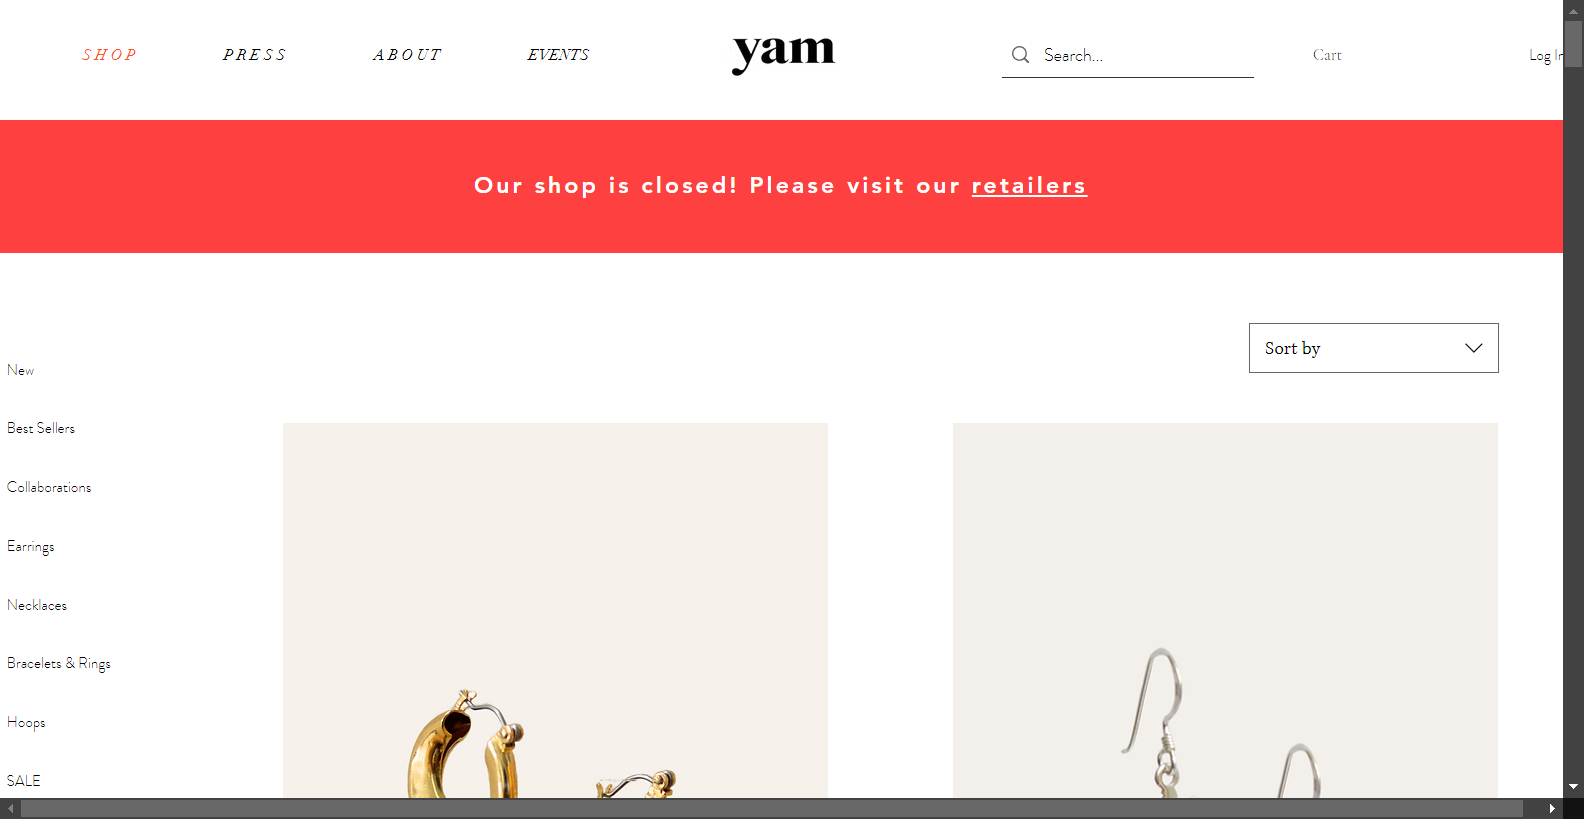 SHOP PRESS ABOUT EVENTS yam Search... Cart Log In
Our shop is closed! Please visit our retailers
Sort by
New
Best Sellers
Collaborations
Earrings
Necklaces
Bracelets & Rings
Hoops
SALE